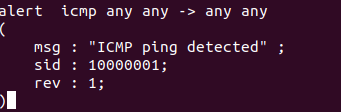 alert  icmp any any -> any any
(
    msg : "ICMP ping detected" ;
    sid : 10000001;
    rev : 1;
)